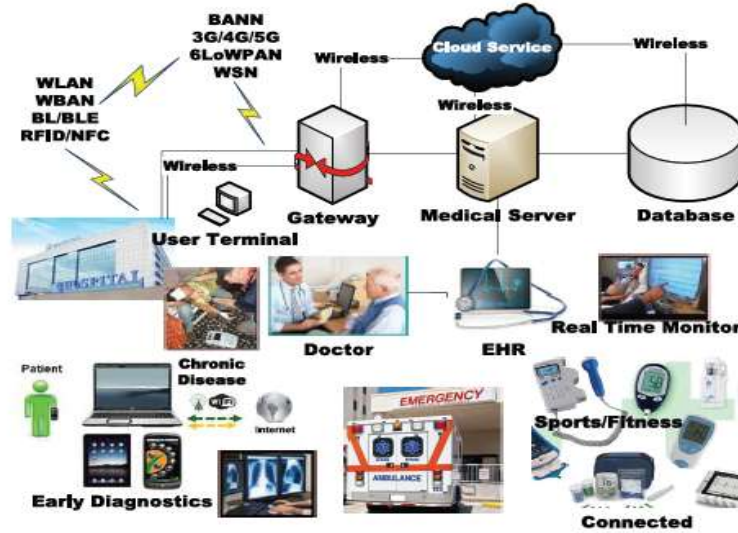 BANN
3G/4G/5G
6LoWPAN
WSN
WLAN
WBAN
BL/BLE
RFID/NFC
Cloud Service
Wireless
Wireless
Wireless
Wireless
Gateway
Medical Server
Database
User Terminal
HOSPITAL
Doctor
EHR
Real Time Monitor
Chronic
Disease
Patient
WiFi
Internet
EMERGENCY
AMBULANCE
Sports/Fitness
Early Diagnostics
Connected